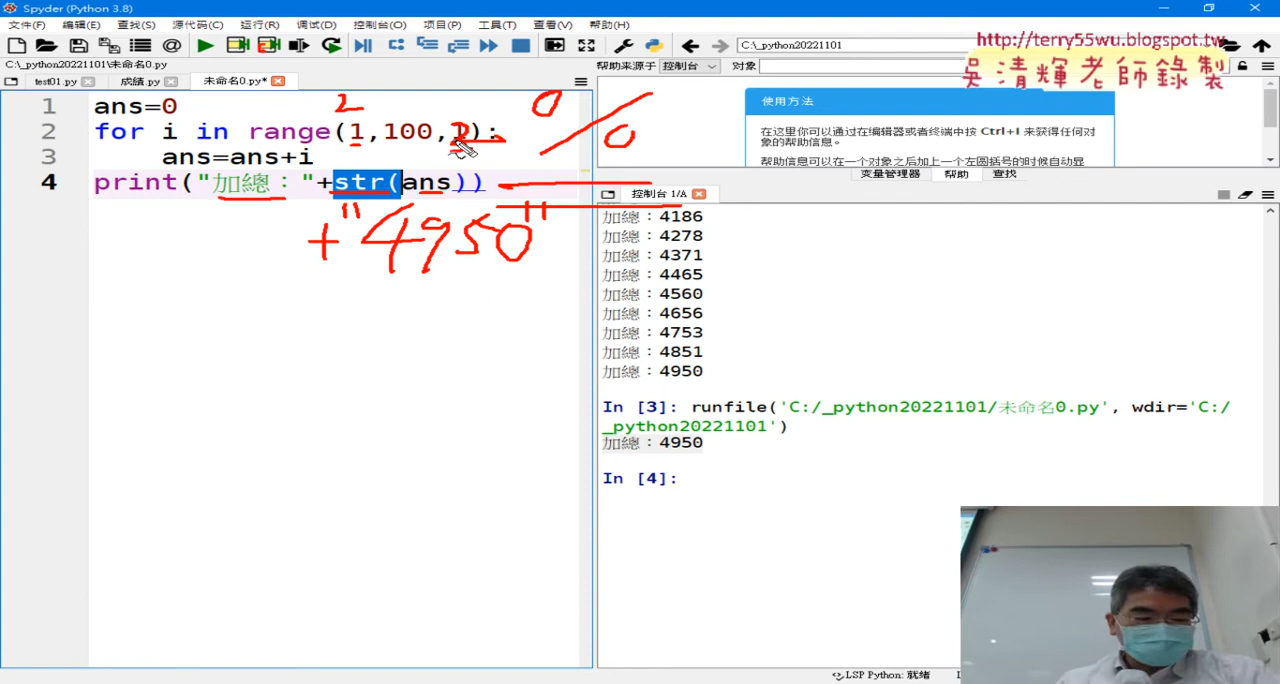 Spyder (Python 3.8)
文件(F) 编辑(E) 查找(S) 源代码(C) 运行(R) 调试(D) 控制台(O) 项目(P) 工具(T) 查看(V) 帮助(H)
C:\_python20221101
http://terry55wu.blogspot.tw
吳清輝老師錄製
C:\_python20221101\未命名0.py
帮助来源于 控制台 对象
test01.py 成績.py 未命名0.py*
1 ans=0
2 for i in range(1,100,1):
3 ans=ans+i
4 print("加總："+str(ans))
2
2
0
0
+"4950"
使用方法
在这里你可以通过在编辑器或者终端中按 Ctrl+I 来获得任何对
象的帮助信息。
帮助信息可以在一个对象之后加上一个左圆括号的时候自动显
变量管理器 帮助 查找
控制台 1/A
加總：4186
加總：4278
加總：4371
加總：4465
加總：4560
加總：4656
加總：4753
加總：4851
加總：4950
In [3]: runfile('C:/_python20221101/未命名0.py', wdir='C:/
_python20221101')
加總：4950
In [4]:
LSP Python: 就绪